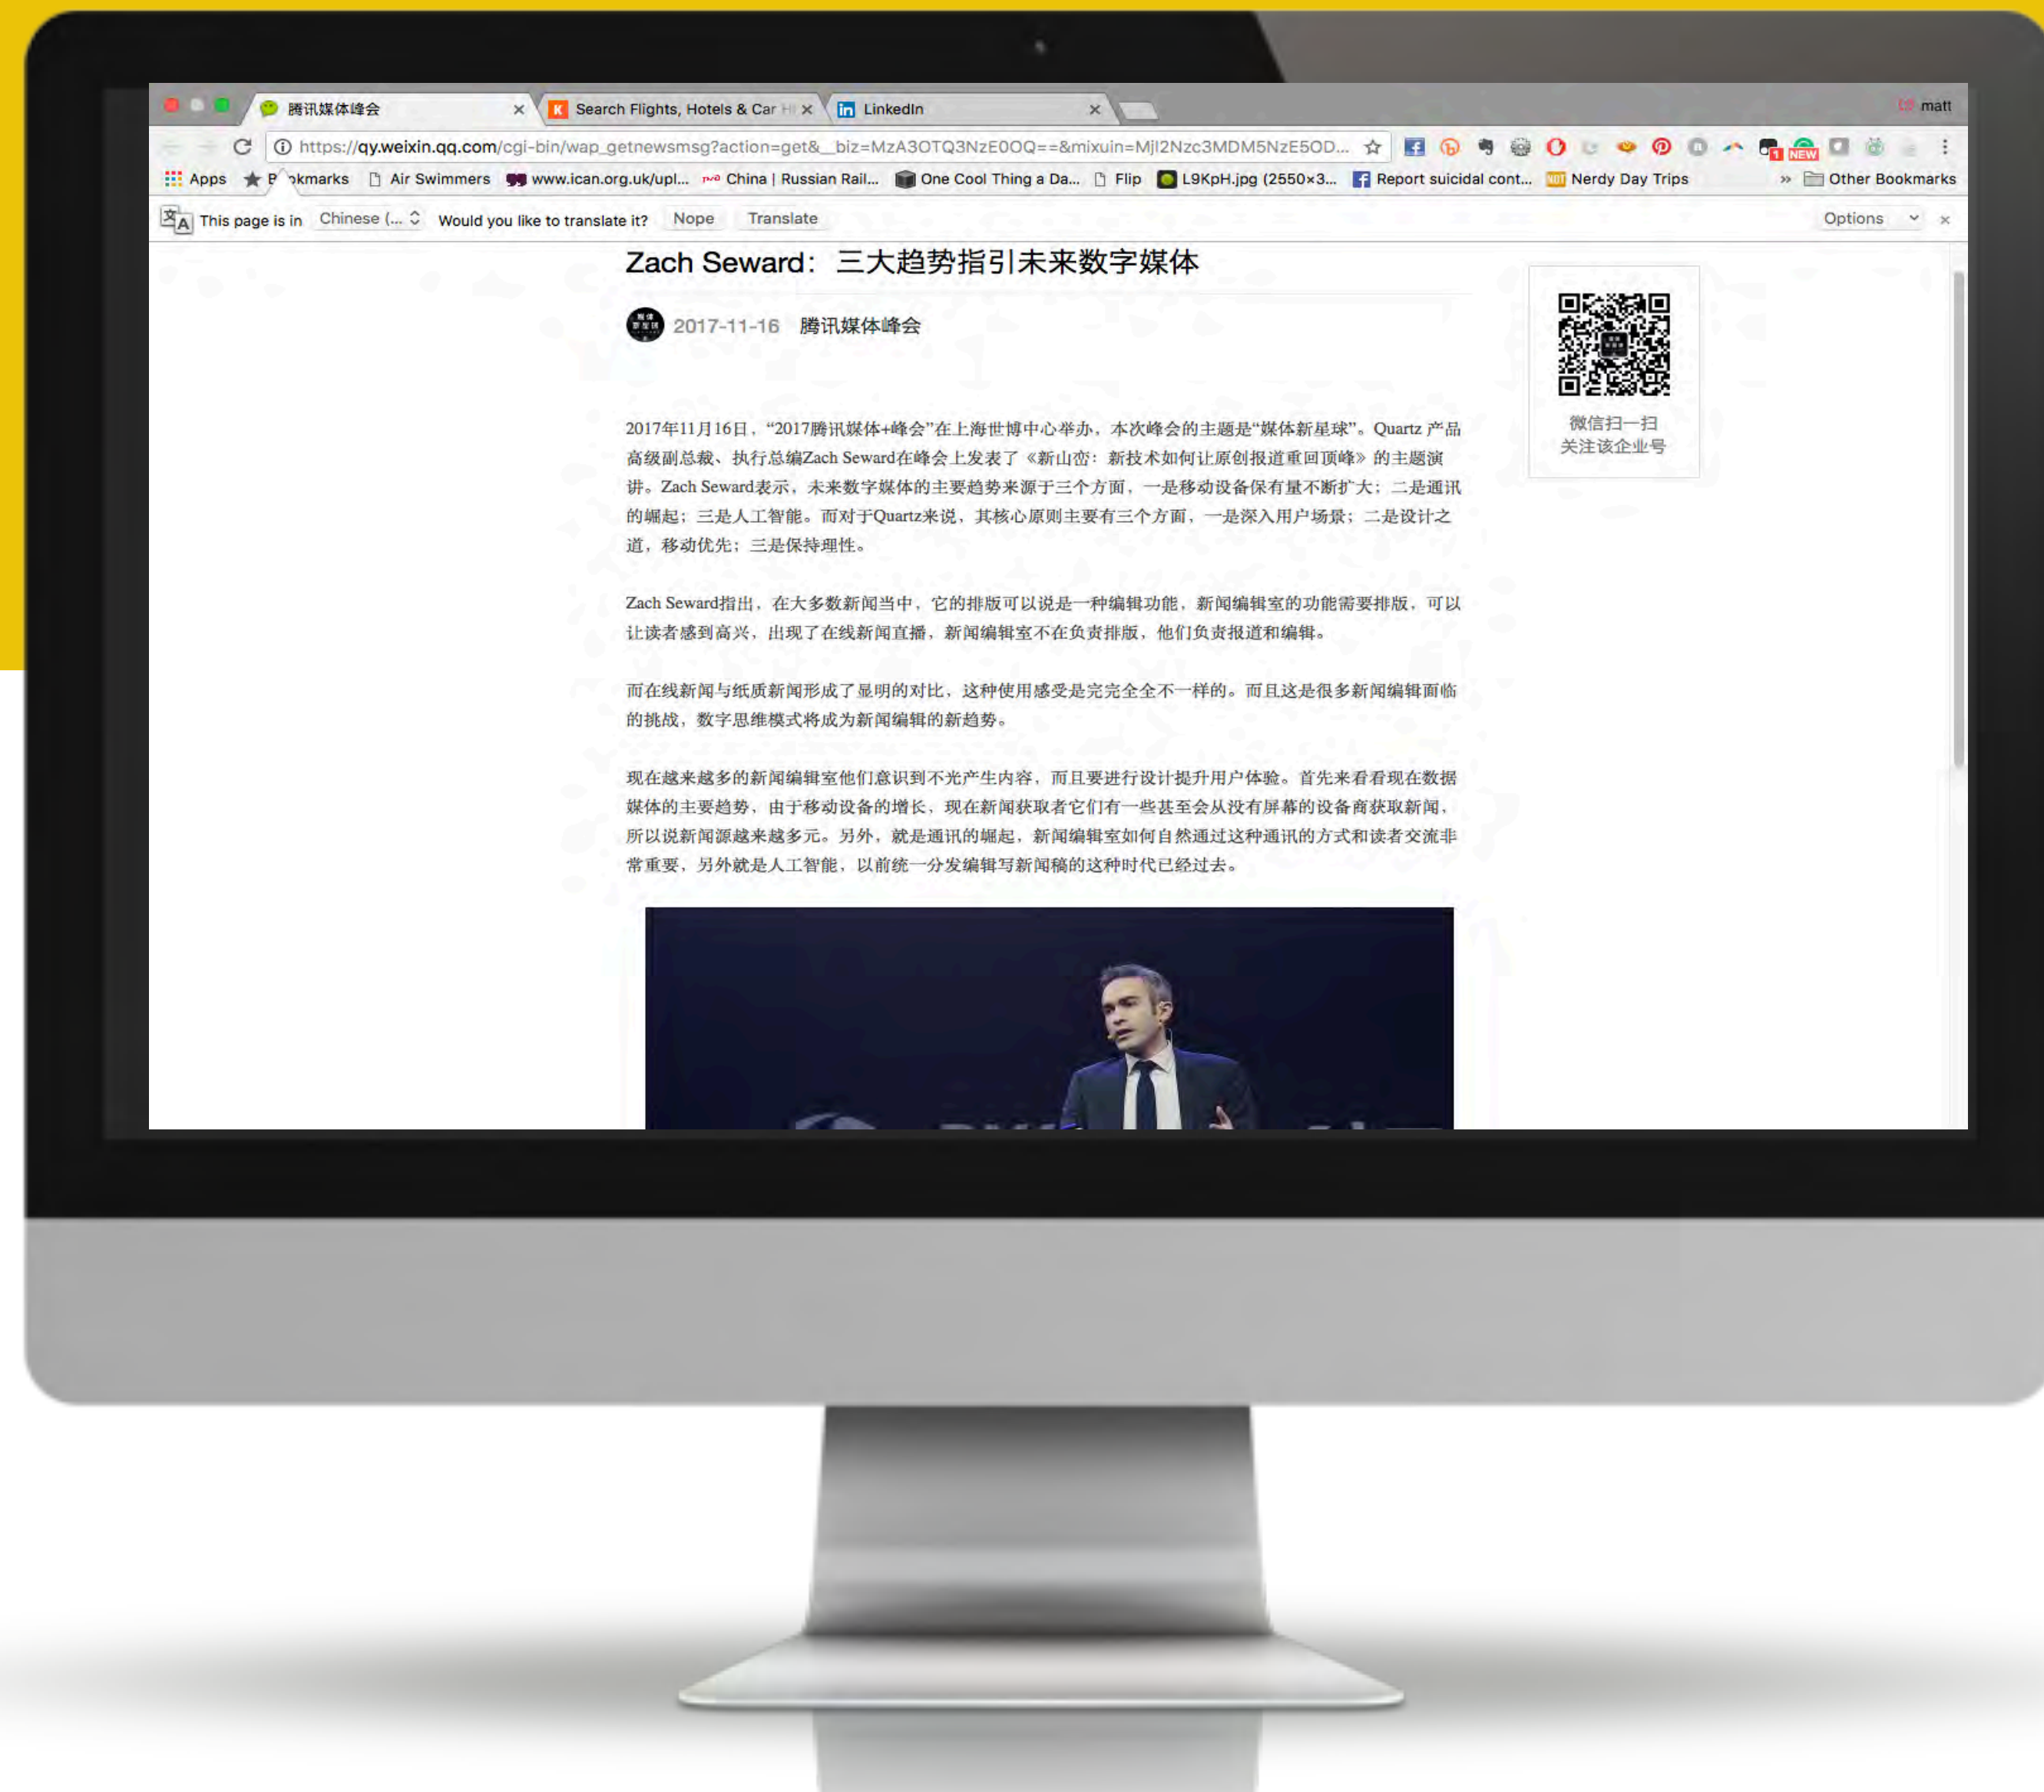 腾讯媒体峰会
Search Flights, Hotels & Car
LinkedIn
matt
https://qy.weixin.qq.com/cgi-bin/wap_getnewsmsg?action=get&__biz=MzA3OTQ3NzE0OQ==&mixuin=MjI2Nzc3MDM5NzE5OD...
1 NEW
Apps
Air Swimmers
www.ican.org.uk/upl...
China | Russian Rail...
One Cool Thing a Da...
Flip
L9KpH.jpg (2550×3...
Report suicidal cont...
NOT Nerdy Day Trips
» Other Bookmarks
This page is in Chinese (... Would you like to translate it? Nope Translate
Options
Zach Seward：三大趋势指引未来数字媒体
2017-11-16 腾讯媒体峰会
2017年11月16日，“2017腾讯媒体+峰会”在上海世博中心举办，本次峰会的主题是“媒体新星球”。Quartz 产品
高级副总裁、执行总编Zach Seward在峰会上发表了《新山峦：新技术如何让原创报道重回顶峰》的主题演
讲。Zach Seward表示，未来数字媒体的主要趋势来源于三个方面，一是移动设备保有量不断扩大；二是通讯
的崛起；三是人工智能。而对于Quartz来说，其核心原则主要有三个方面，一是深入用户场景；二是设计之
道，移动优先；三是保持理性。
Zach Seward指出，在大多数新闻当中，它的排版可以说是一种编辑功能，新闻编辑室的功能需要排版，可以
让读者感到高兴，出现了在线新闻直播，新闻编辑室不在负责排版，他们负责报道和编辑。
而在线新闻与纸质新闻形成了显明的对比，这种使用感受是完完全全不一样的。而且这是很多新闻编辑面临
的挑战，数字思维模式将成为新闻编辑的新趋势。
现在越来越多的新闻编辑室他们意识到不光产生内容，而且要进行设计提升用户体验。首先来看看现在数据
媒体的主要趋势，由于移动设备的增长，现在新闻获取者它们有一些甚至会从没有屏幕的设备商获取新闻，
所以说新闻源越来越多元。另外，就是通讯的崛起，新闻编辑室如何自然通过这种通讯的方式和读者交流非
常重要，另外就是人工智能，以前统一分发编辑写新闻稿的这种时代已经过去。
微信扫一扫
关注该企业号